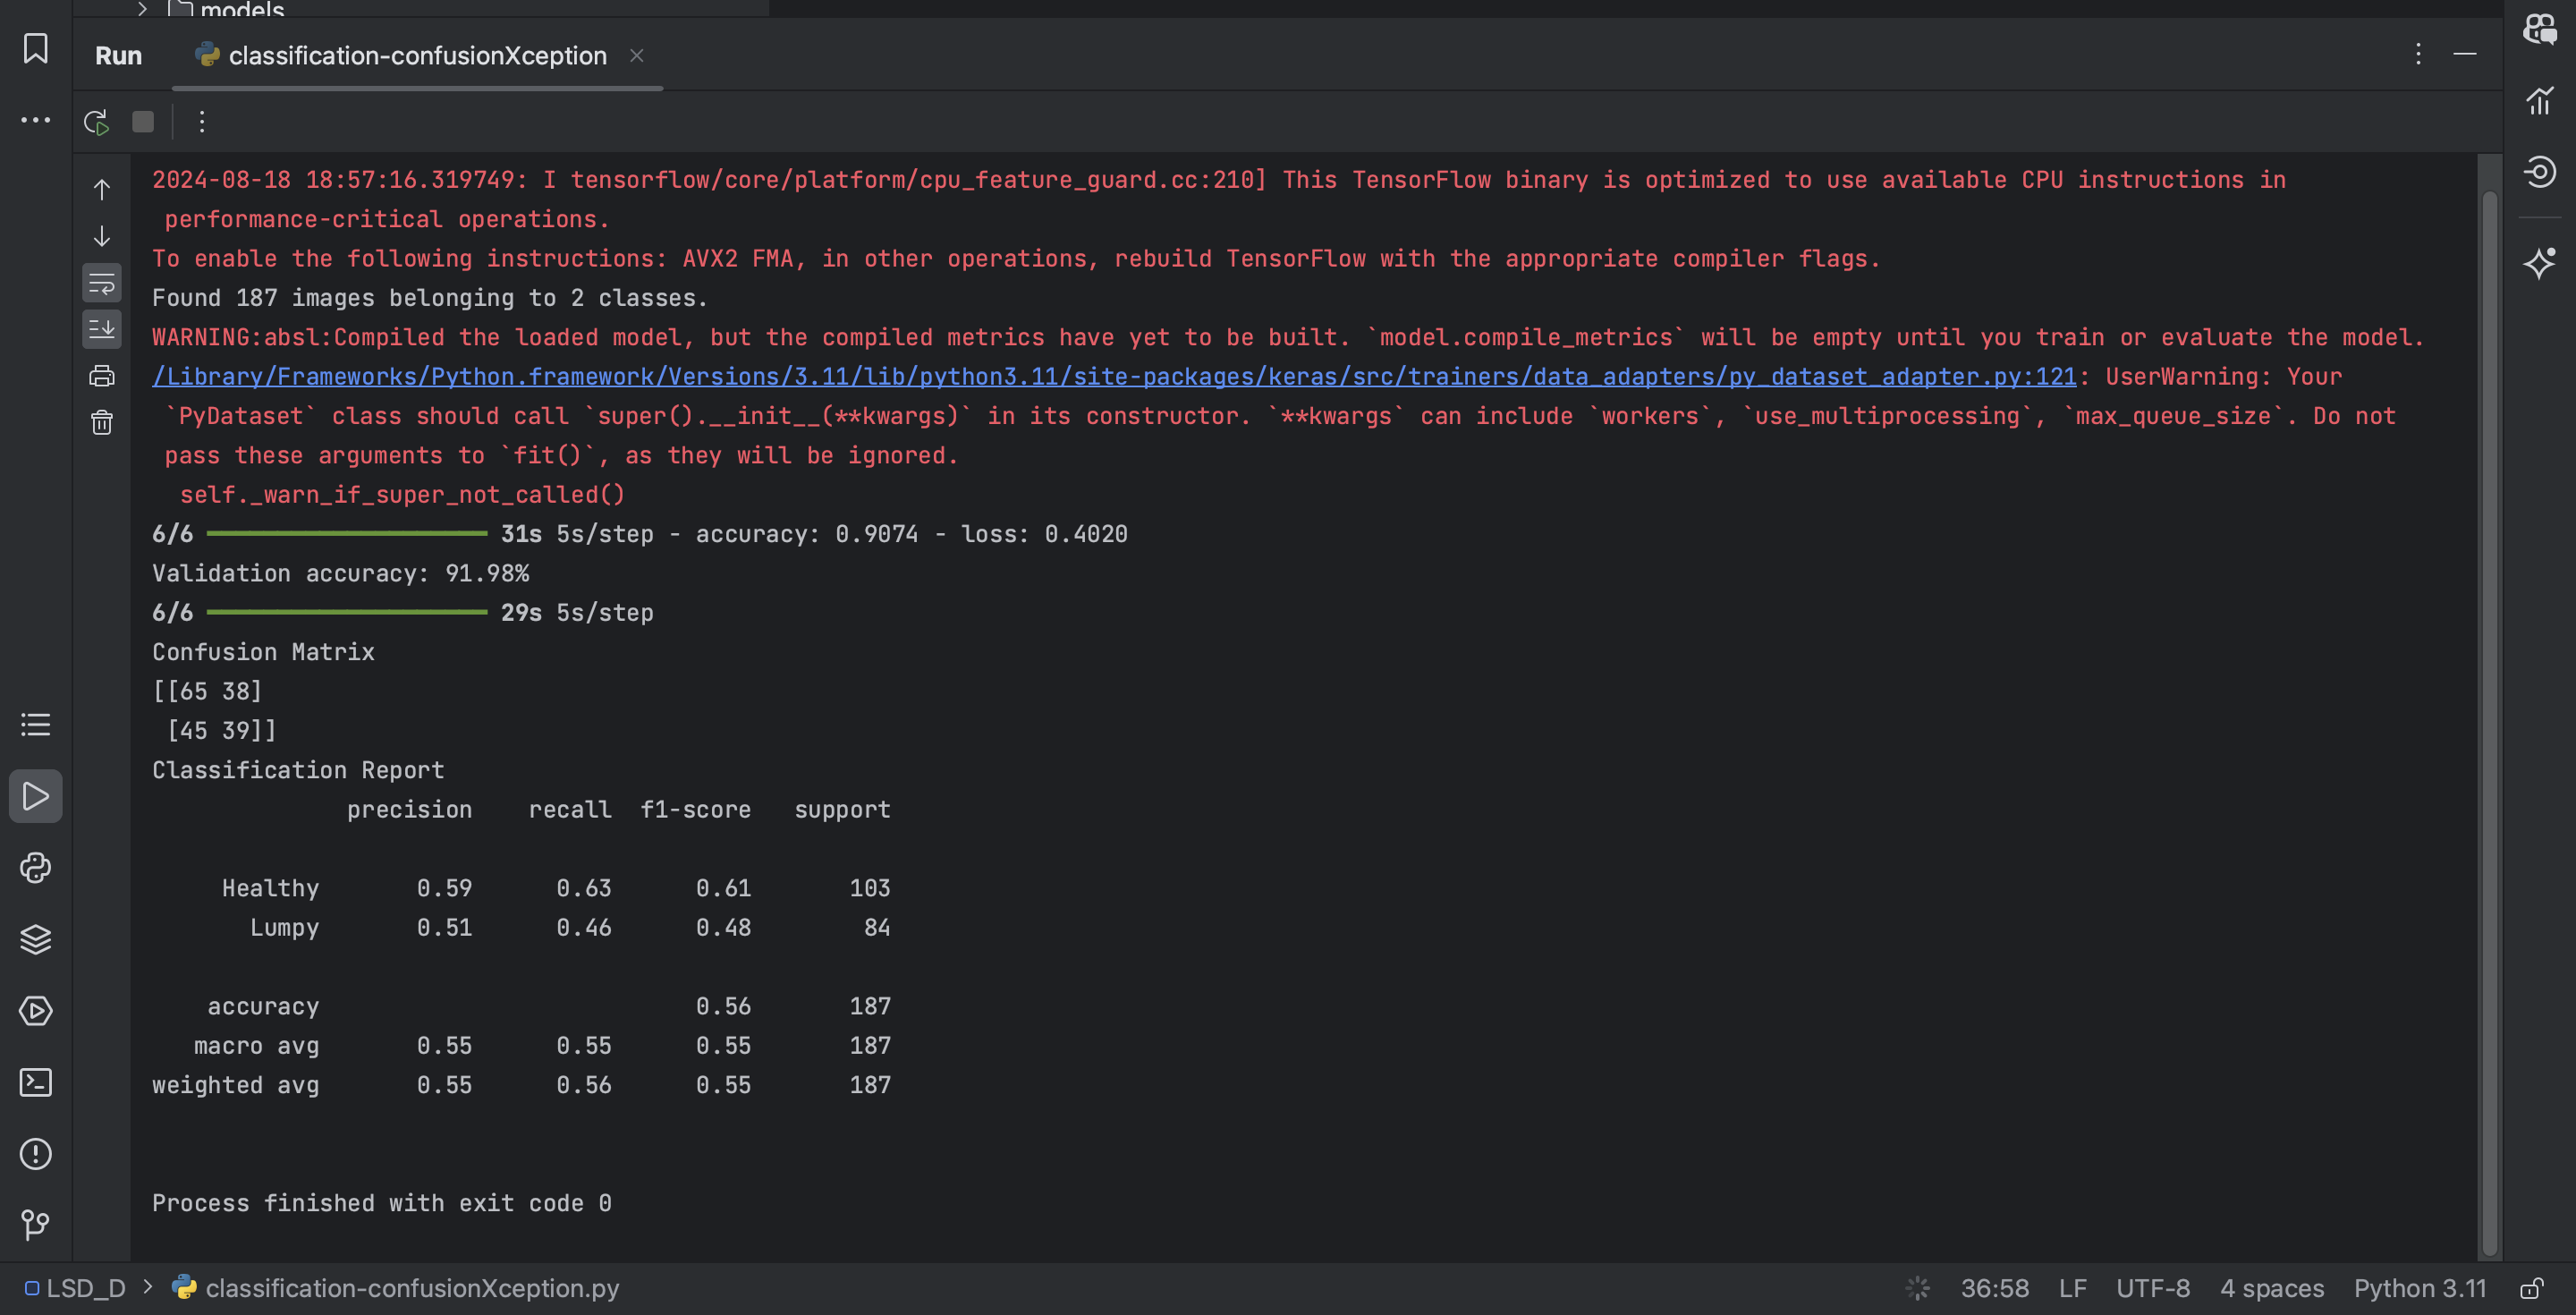 models
Run classification-confusionXception
2024-08-18 18:57:16.319749: I tensorflow/core/platform/cpu_feature_guard.cc:210] This TensorFlow binary is optimized to use available CPU instructions in
performance-critical operations.
To enable the following instructions: AVX2 FMA, in other operations, rebuild TensorFlow with the appropriate compiler flags.
Found 187 images belonging to 2 classes.
WARNING:absl:Compiled the loaded model, but the compiled metrics have yet to be built. `model.compile_metrics` will be empty until you train or evaluate the model.
/Library/Frameworks/Python.framework/Versions/3.11/lib/python3.11/site-packages/keras/src/trainers/data_adapters/py_dataset_adapter.py:121: UserWarning: Your
`PyDataset` class should call `super().__init__(**kwargs)` in its constructor. `**kwargs` can include `workers`, `use_multiprocessing`, `max_queue_size`. Do not
pass these arguments to `fit()`, as they will be ignored.
self._warn_if_super_not_called()
6/6 ━━━━━━━━━━━━━━━━━━━━ 31s 5s/step - accuracy: 0.9074 - loss: 0.4020
Validation accuracy: 91.98%
6/6 ━━━━━━━━━━━━━━━━━━━━ 29s 5s/step
Confusion Matrix
[[65 38]
[45 39]]
Classification Report
precision recall f1-score support
Healthy 0.59 0.63 0.61 103
Lumpy 0.51 0.46 0.48 84
accuracy 0.56 187
macro avg 0.55 0.55 0.55 187
weighted avg 0.55 0.56 0.55 187
Process finished with exit code 0
LSD_D > classification-confusionXception.py 36:58 LF UTF-8 4 spaces Python 3.11